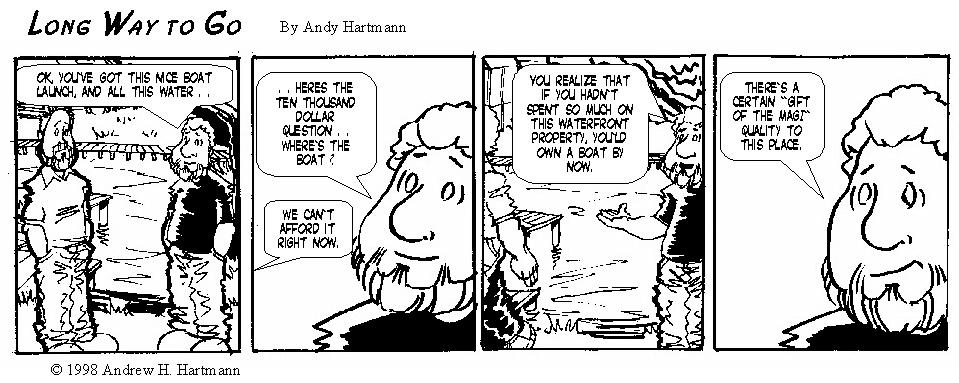 LONG WAY TO GO
By Andy Hartmann
OK, YOU'VE GOT THIS NICE BOAT
LAUNCH, AND ALL THIS WATER . .
. . HERES THE
TEN THOUSAND
DOLLAR
QUESTION . .
WHERE'S THE
BOAT ?
WE CAN'T
AFFORD IT
RIGHT NOW.
YOU REALIZE THAT
IF YOU HADN'T
SPENT SO MUCH ON
THIS WATERFRONT
PROPERTY, YOU'D
OWN A BOAT BY
NOW.
THERE'S A
CERTAIN "GIFT
OF THE MAGI"
QUALITY TO
THIS PLACE.
© 1998 Andrew H. Hartmann